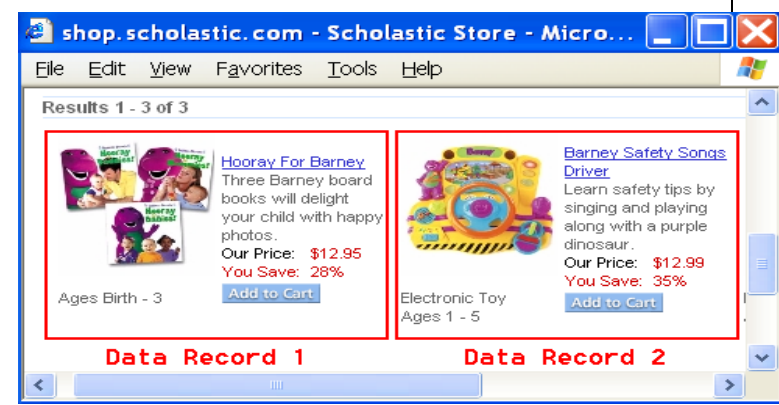 shop.scholastic.com - Scholastic Store - Micro...
File Edit View Favorites Tools Help
Results 1 - 3 of 3
Hooray For Barney
Three Barney board
books will delight
your child with happy
photos.
Our Price: $12.95
You Save: 28%
Add to Cart
Ages Birth - 3
Barney Safety Songs
Driver
Learn safety tips by
singing and playing
along with a purple
dinosaur.
Our Price: $12.99
You Save: 35%
Add to Cart
Electronic Toy
Ages 1 - 5
Data Record 1
Data Record 2